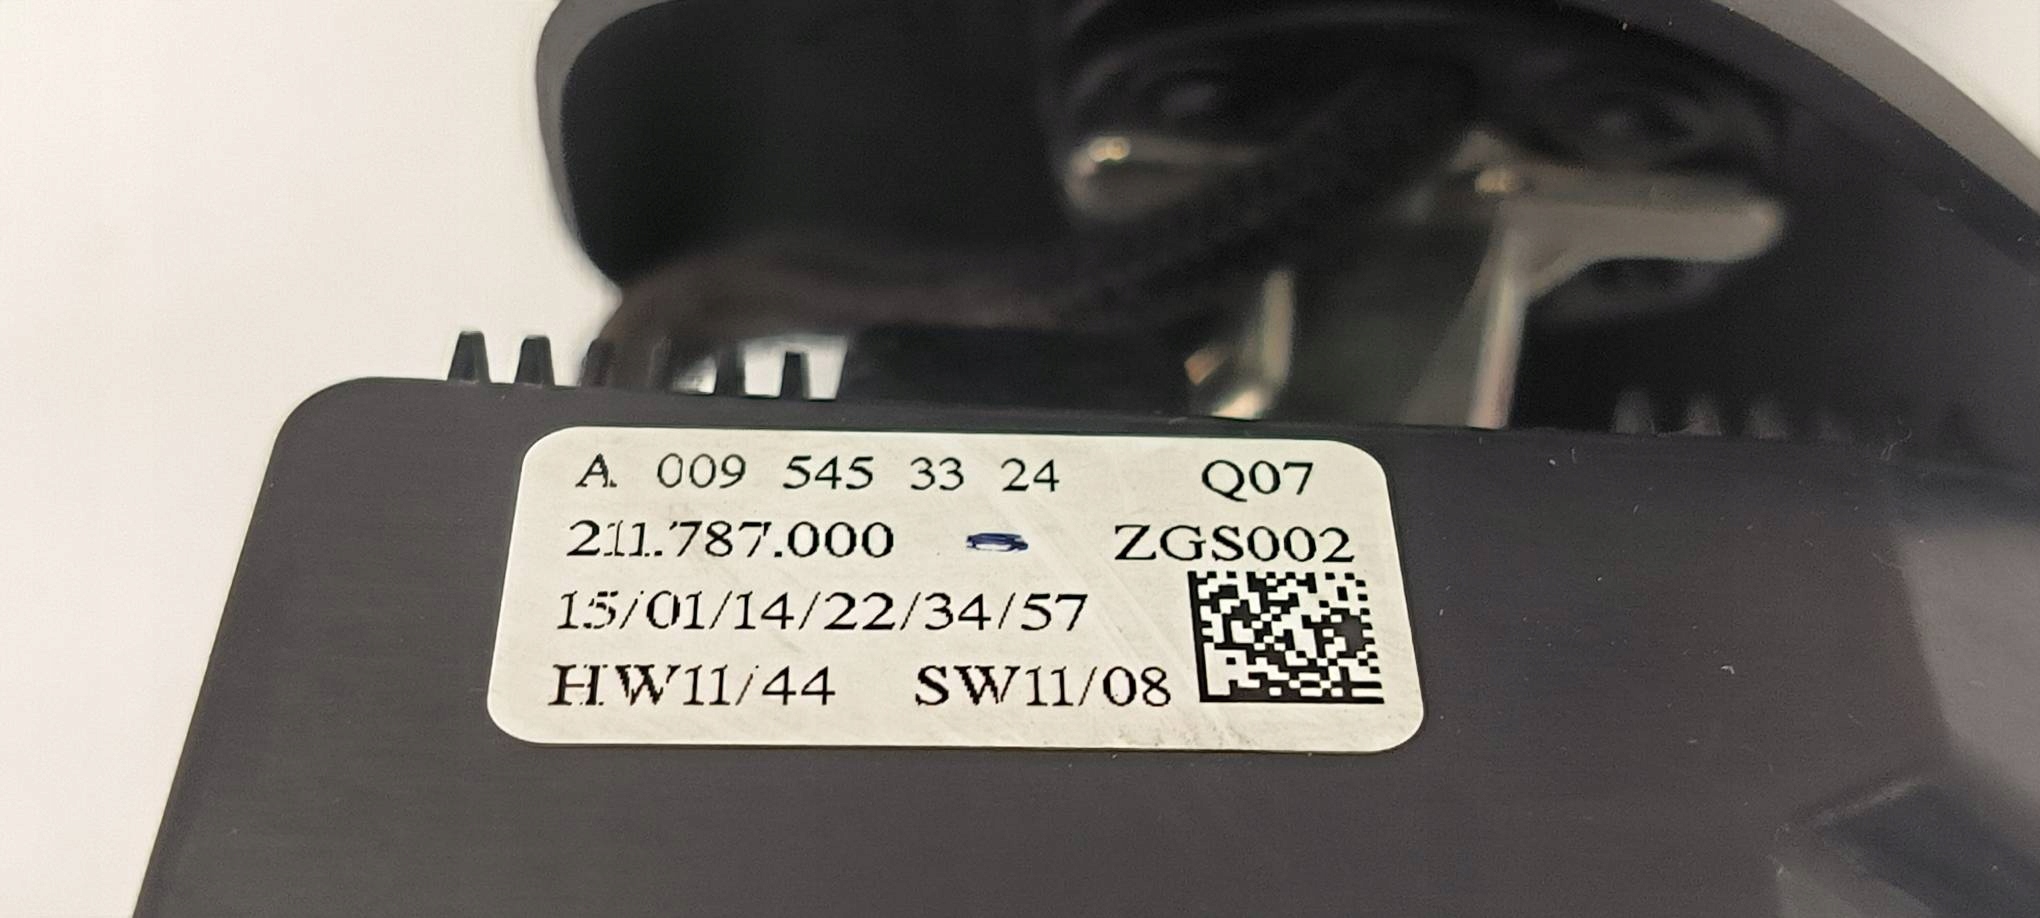 A 009 545 33 24 Q07
211.787.000 ZGS002
15/01/14/22/34/57
HW11/44 SW11/08